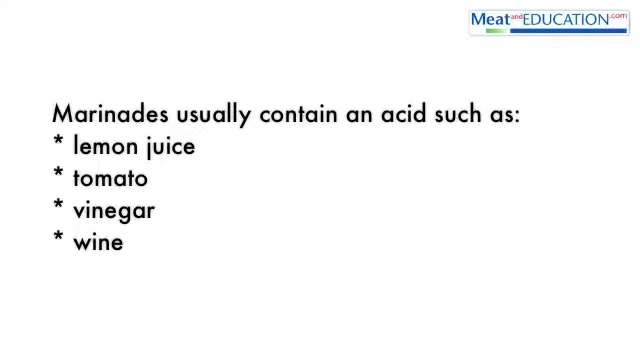 MeatandEDUCATION.com
Marinades usually contain an acid such as:
* lemon juice
* tomato
* vinegar
* wine